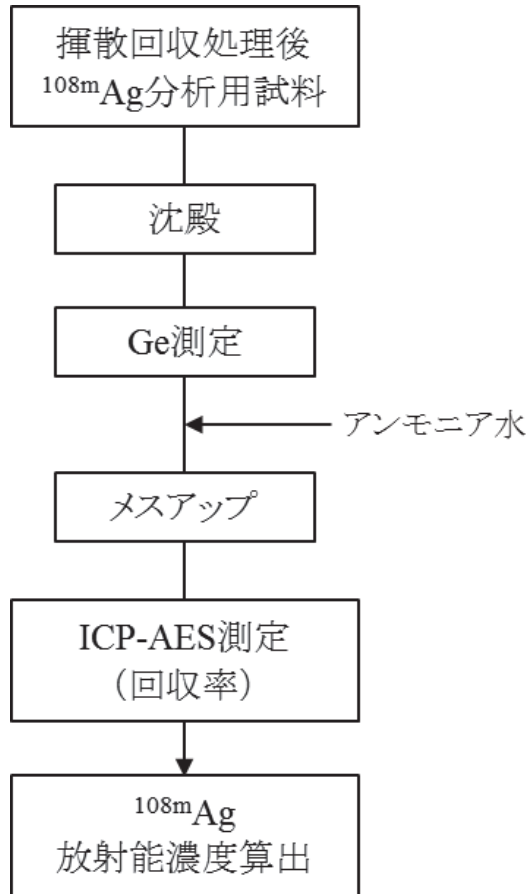 揮散回収処理後
¹⁰⁸ᵐAg分析用試料
沈殿
Ge測定
アンモニア水
メスアップ
ICP-AES測定
（回収率）
¹⁰⁸ᵐAg
放射能濃度算出